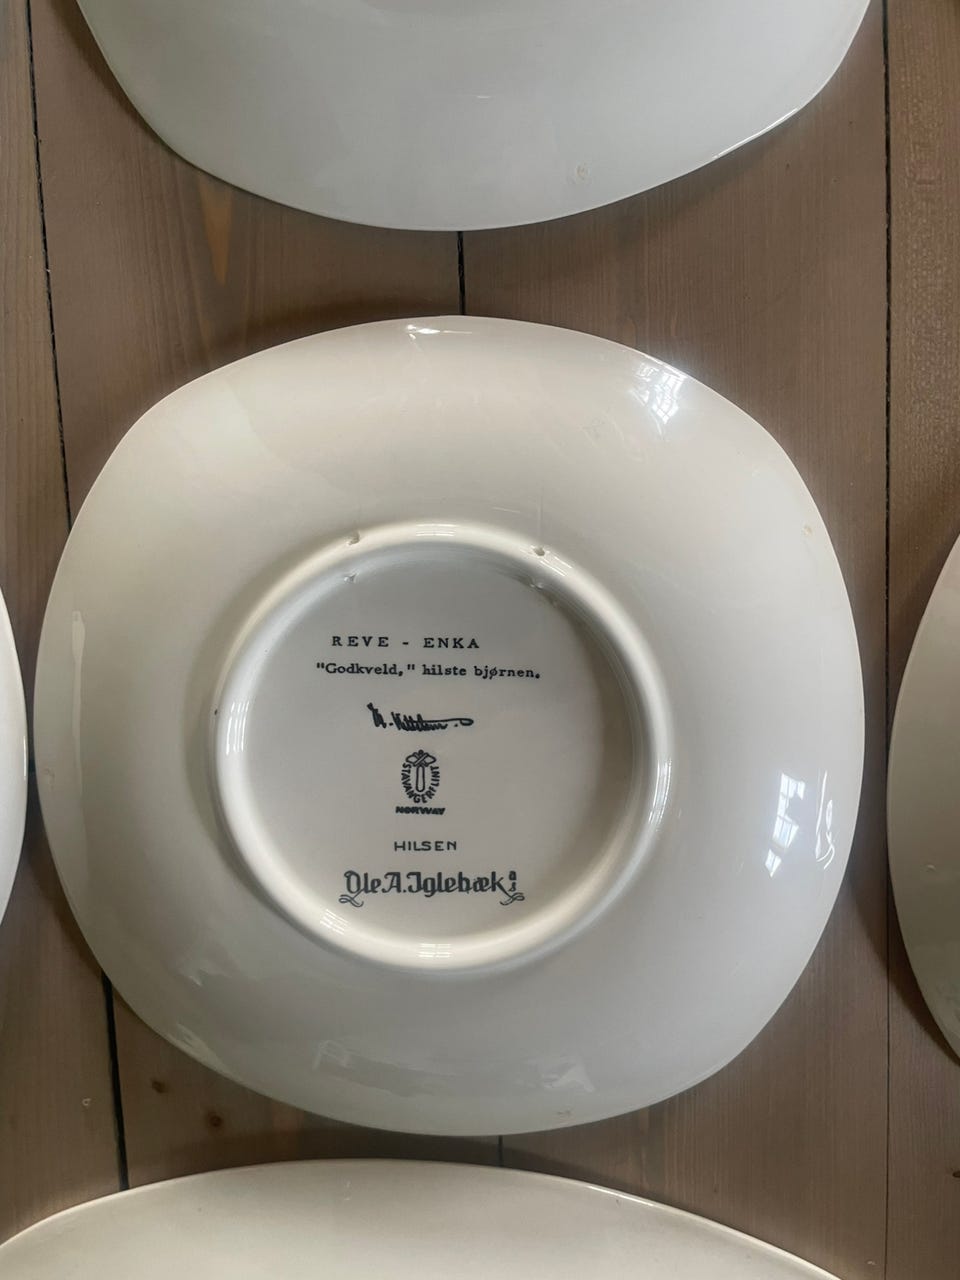 REVE - ENKA
"Godkveld," hilste bjørnen.
STAVANGERFLINT
NORWAY
HILSEN
Ole A. Iglebæk A/S